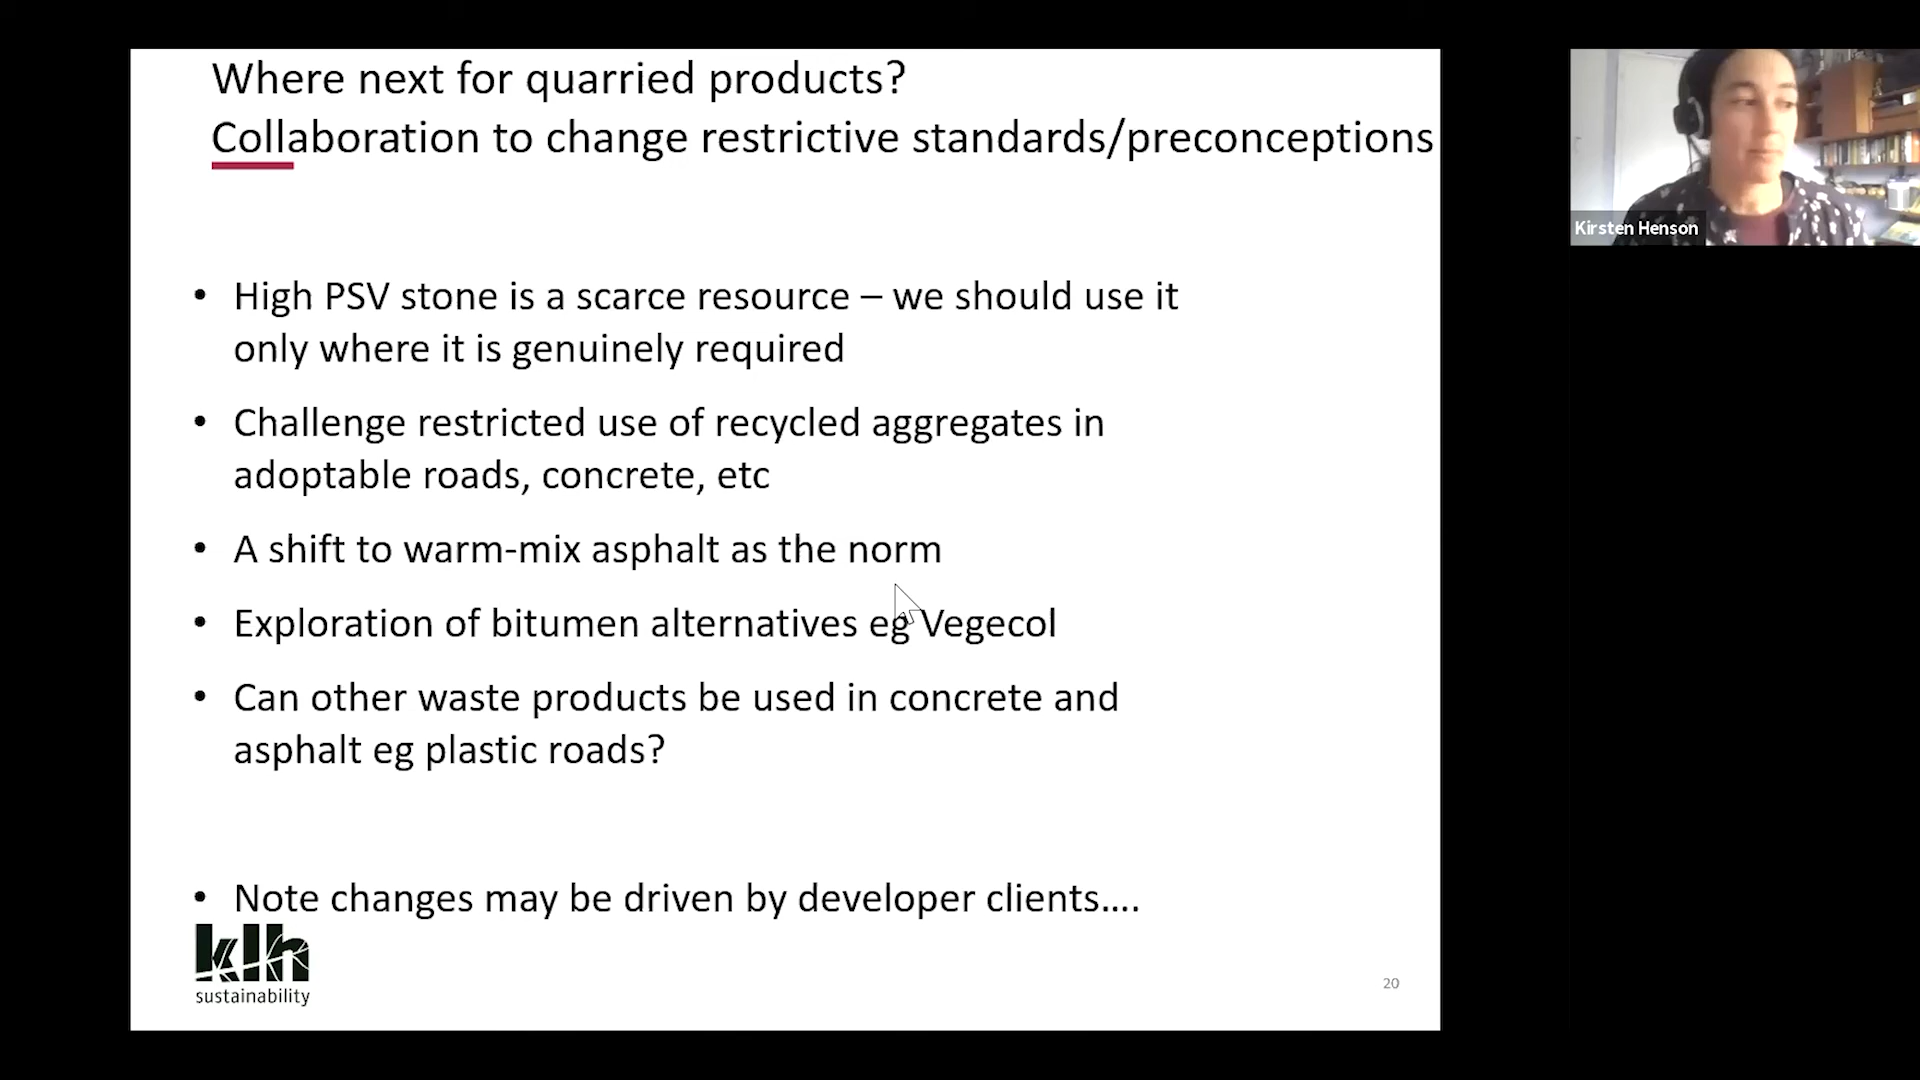 Where next for quarried products?
Collaboration to change restrictive standards/preconceptions
• High PSV stone is a scarce resource – we should use it
only where it is genuinely required
• Challenge restricted use of recycled aggregates in
adoptable roads, concrete, etc
• A shift to warm-mix asphalt as the norm
• Exploration of bitumen alternatives eg Vegecol
• Can other waste products be used in concrete and
asphalt eg plastic roads?
• Note changes may be driven by developer clients....
klh
sustainability
20
Kirsten Henson